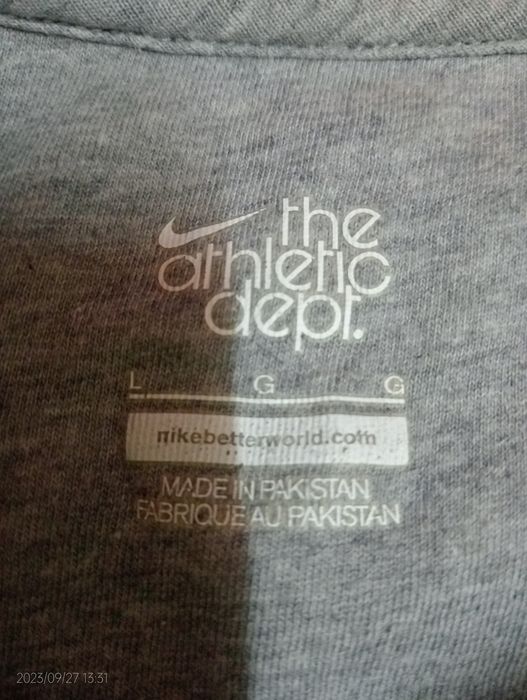 the
athletic
dept.
L G G
nikebetterworld.com
MADE IN PAKISTAN
FABRIQUE AU PAKISTAN
2023/09/27 13:31